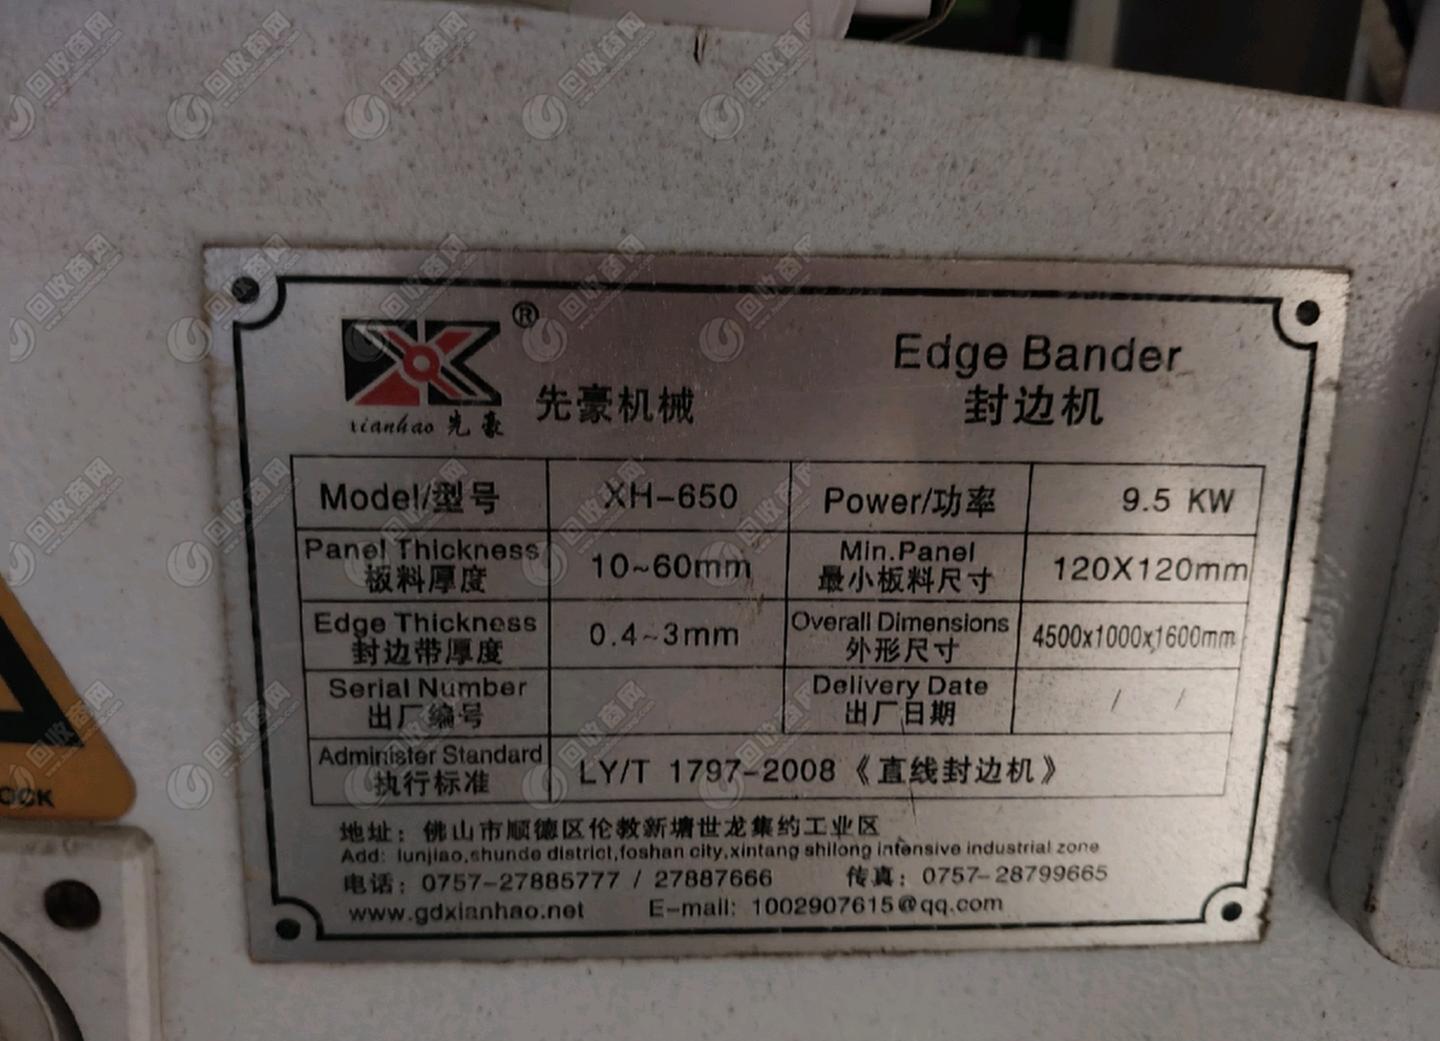 ®
xianhao 先豪
先豪机械
Edge Bander
封边机
Model/型号 XH-650 Power/功率 9.5 KW
Panel Thickness 板料厚度 10~60mm Min.Panel 最小板料尺寸 120X120mm
Edge Thickness 封边带厚度 0.4~3mm Overall Dimensions 外形尺寸 4500x1000x1600mm
Serial Number 出厂编号 Delivery Date 出厂日期 / /
Administer Standard 执行标准 LY/T 1797-2008《直线封边机》
地址：佛山市顺德区伦教新塘世龙集约工业区
Add: lunjiao,shunde district,foshan city,xintang shilong intensive industrial zone
电话：0757-27885777 / 27887666 传真：0757-28799665
www.gdxianhao.net E-mail: 1002907615@qq.com
OCK
回收商网